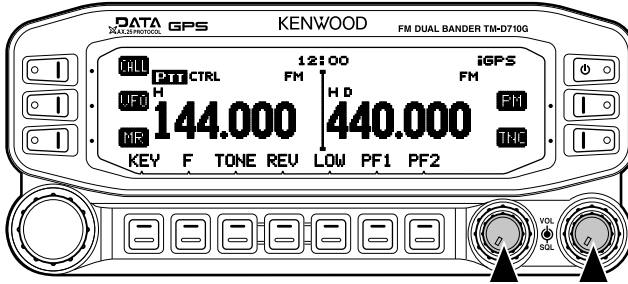 DATA GPS KENWOOD FM DUAL BANDER TM-D710G
AX.25 PROTOCOL
CALL 12:00 iGPS
PTT CTRL FM FM
VFO H H D PM
144.000 440.000
MR TNC
KEY F TONE REV LOW PF1 PF2
VOL
SQL